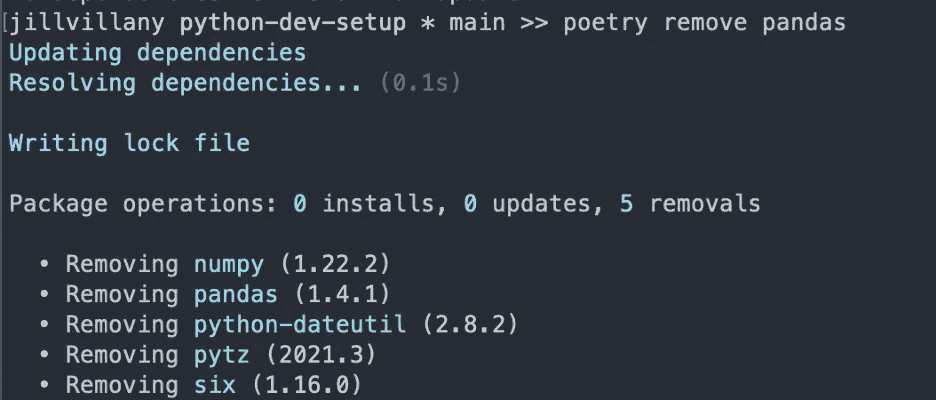 [jillvillany python-dev-setup * main >> poetry remove pandas
Updating dependencies
Resolving dependencies... (0.1s)
Writing lock file
Package operations: 0 installs, 0 updates, 5 removals
• Removing numpy (1.22.2)
• Removing pandas (1.4.1)
• Removing python-dateutil (2.8.2)
• Removing pytz (2021.3)
• Removing six (1.16.0)